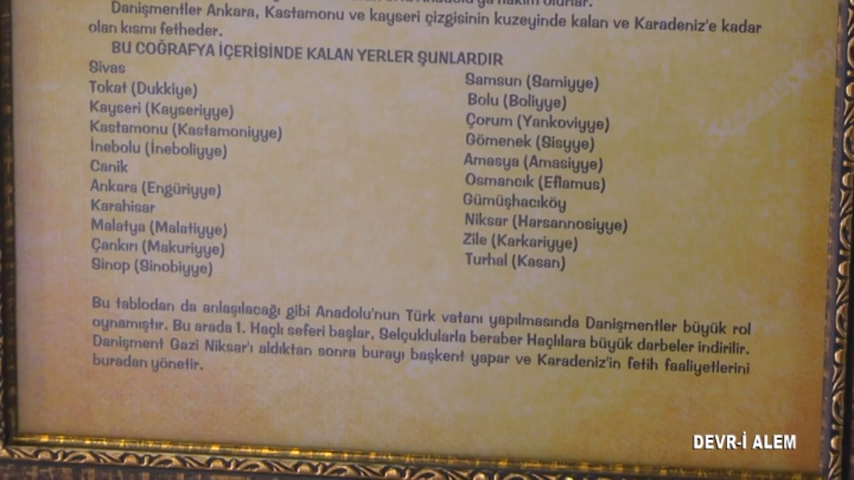 Danişmentler Ankara, Kastamonu ve kayseri çizgisinin kuzeyinde kalan ve Karadeniz'e kadar
olan kısmı fetheder.
BU COĞRAFYA İÇERİSİNDE KALAN YERLER ŞUNLARDIR
Sivas
Tokat (Dukkiye)
Kayseri (Kayseriyye)
Kastamonu (Kastamoniyye)
İnebolu (İneboliyye)
Canik
Ankara (Engüriyye)
Karahisar
Malatya (Malatiyye)
Çankırı (Makuriyye)
Sinop (Sinobiyye)
Samsun (Samiyye)
Bolu (Boliyye)
Çorum (Yankoviyye)
Gömenek (Sisyye)
Amasya (Amasiyye)
Osmancık (Eflamus)
Gümüşhacıköy
Niksar (Harsannosiyye)
Zile (Karkariyye)
Turhal (Kasan)
Bu tablodan da anlaşılacağı gibi Anadolu'nun Türk vatanı yapılmasında Danişmentler büyük rol
oynamıştır. Bu arada 1. Haçlı seferi başlar, Selçuklularla beraber Haçlılara büyük darbeler indirilir.
Danişment Gazi Niksar'ı aldıktan sonra burayı başkent yapar ve Karadeniz'in fetih faaliyetlerini
buradan yönetir.
DEVR-İ ALEM